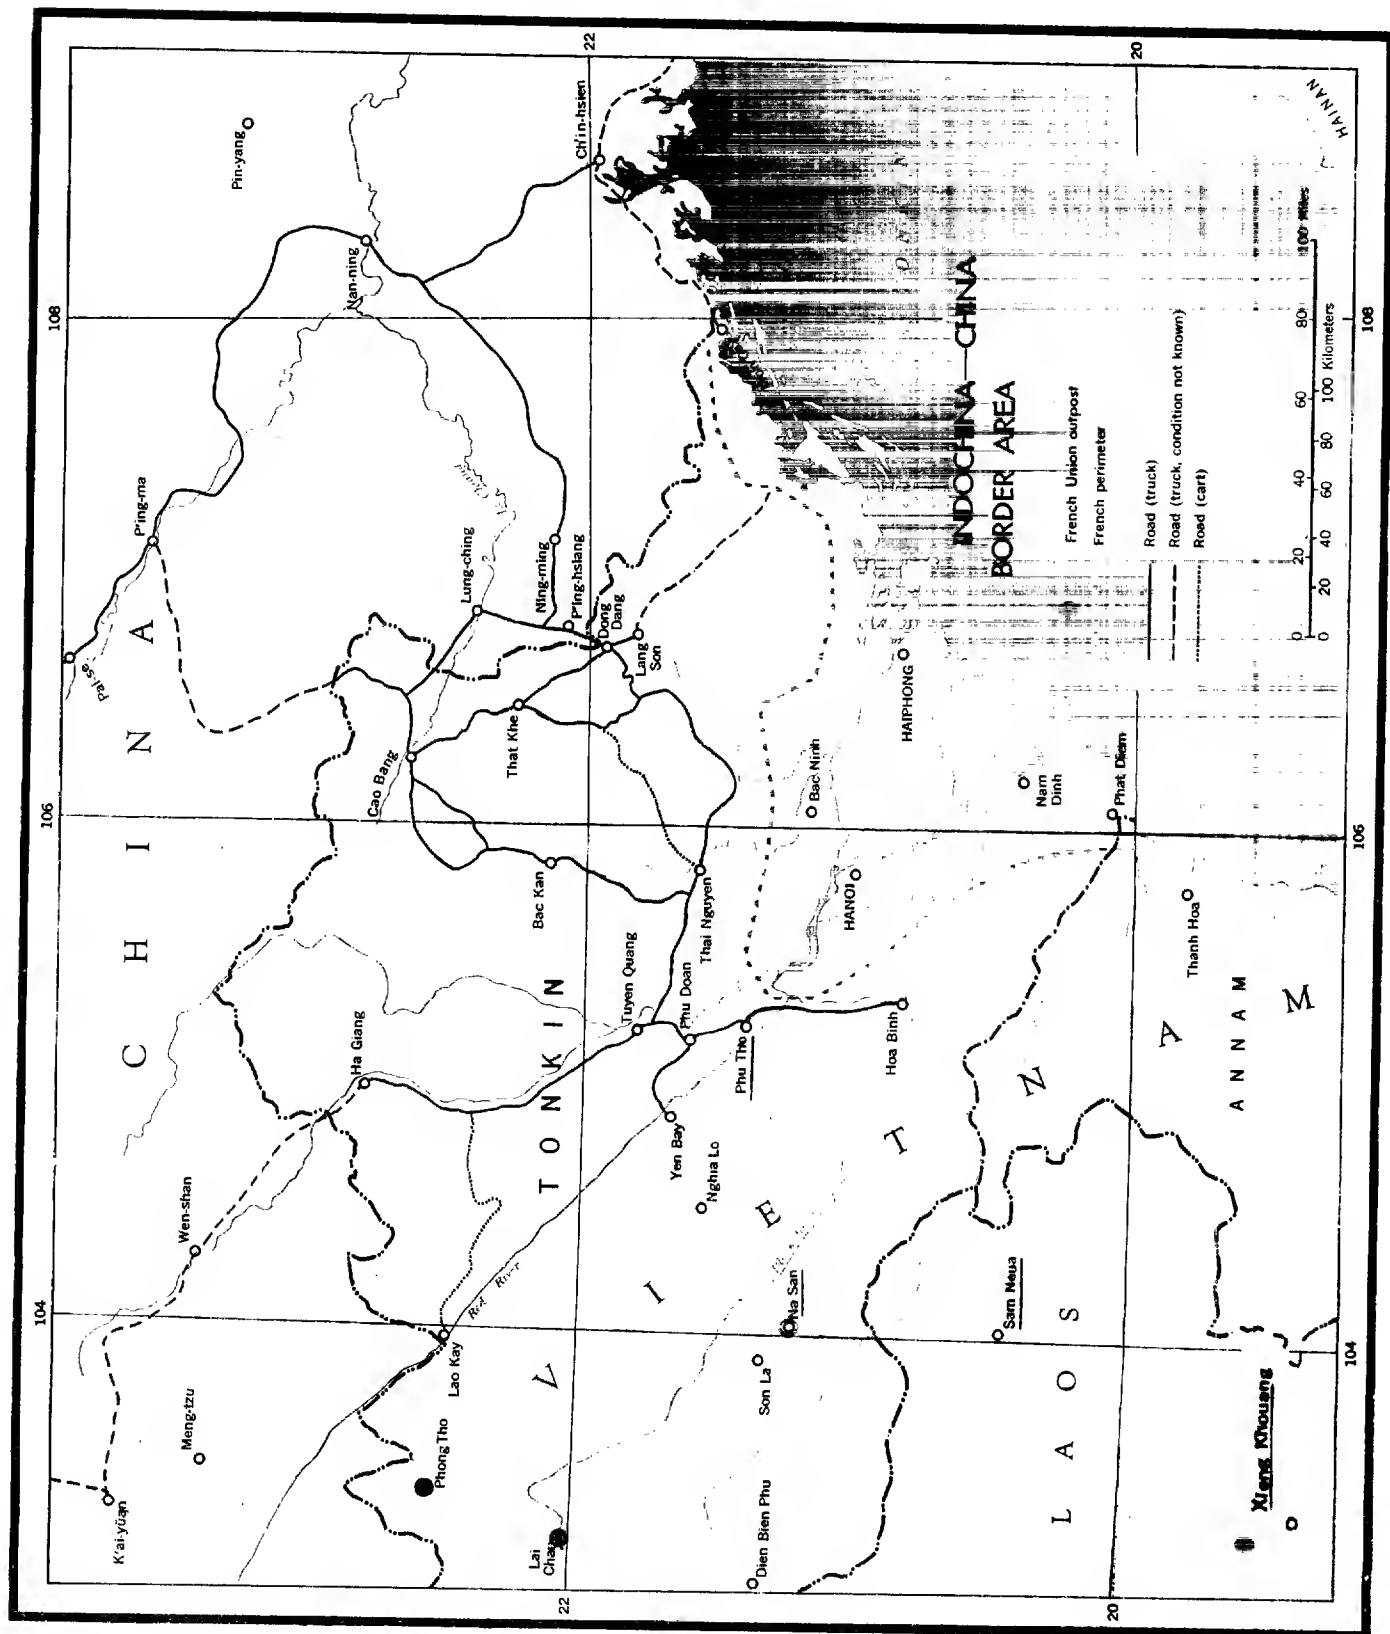 INDOCHINA—CHINA
BORDER AREA
French Union outpost
French perimeter
Road (truck)
Road (truck, condition not known)
Road (cart)
0 20 40 60 80 100 Miles
0 20 40 60 80 100 Kilometers
104
106
108
22
20
104
106
108
22
20
CHINA
K'ai-yüan
Meng-tzu
Wen-shan
Pai-se
P'ing-ma
Nan-ning
Pin-yang
Ch'in-hsien
Lung-ching
Ning-ming
P'ing-hsiang
VIETNAM
TONKIN
Phong Tho
Lai
Chau
Lao Kay
Red River
Ha Giang
Cao Bang
That Khe
Dong
Dang
Lang
Son
Bac Kan
Tuyen Quang
Phu Doan
Thai Nguyen
Yen Bay
Nghia Lo
Phu Tho
Hoa Binh
HANOI
Bac Ninh
HAIPHONG
Nam
Dinh
Phat Diem
Thanh Hoa
ANNAM
Na San
Son La
Dien Bien Phu
LAOS
Sam Neua
Xieng Khouang
HAINAN